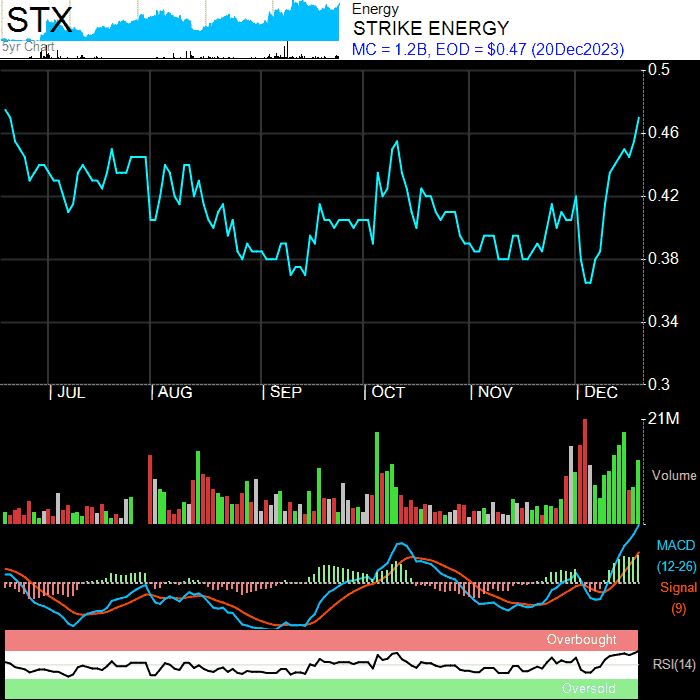 STX
5yr Chart
Energy
STRIKE ENERGY
MC = 1.2B, EOD = $0.47 (20Dec2023)
0.5
0.46
0.42
0.38
0.34
0.3
JUL
AUG
SEP
OCT
NOV
DEC
21M
Volume
MACD
(12-26)
Signal
(9)
Overbought
RSI(14)
Oversold